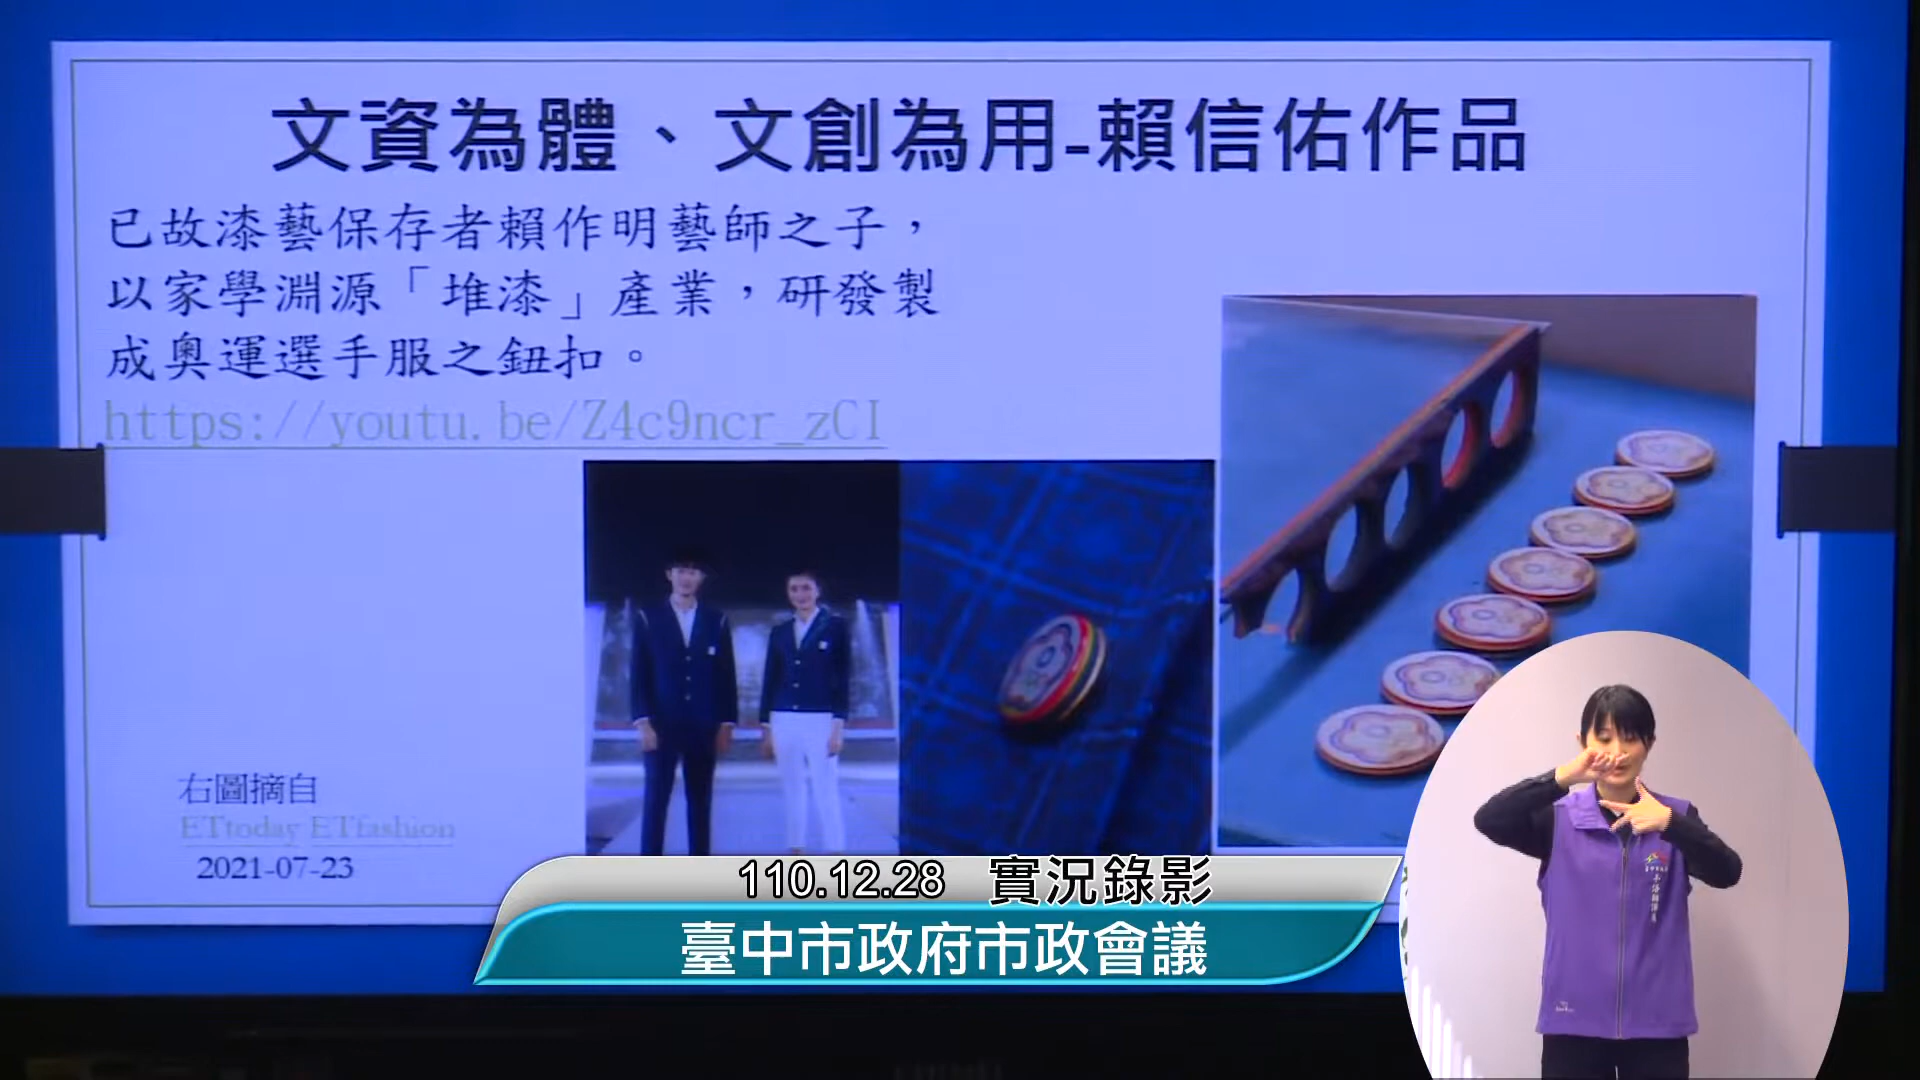 文資為體、文創為用-賴信佑作品
已故漆藝保存者賴作明藝師之子，
以家學淵源「堆漆」產業，研發製
成奧運選手服之鈕扣。
https://youtu.be/Z4c9ncr_zCI
右圖摘自
ETtoday ETfashion
2021-07-23
110.12.28 實況錄影
臺中市政府市政會議